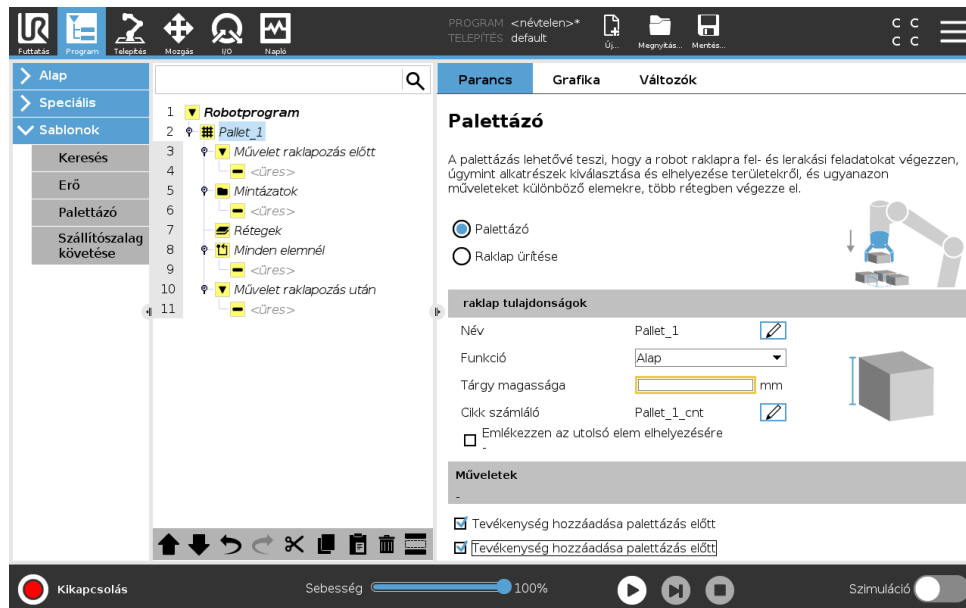 UR
Futtatás
Program
Telepítés
Mozgás
I/O
Napló
PROGRAM <névtelen>*
TELEPÍTÉS default
Új...
Megnyitás...
Mentés...
C C
C C
Alap
Speciális
Sablonok
Keresés
Erő
Palettázó
Szállítószalag
követése
1 Robotprogram
2 Pallet_1
3 Művelet raklapozás előtt
4 <üres>
5 Mintázatok
6 <üres>
7 Rétegek
8 Minden elemnél
9 <üres>
10 Művelet raklapozás után
11 <üres>
Parancs
Grafika
Változók
Palettázó
A palettázás lehetővé teszi, hogy a robot raklapra fel- és lerakási feladatokat végezzen,
úgymint alkatrészek kiválasztása és elhelyezése területekről, és ugyanazon
műveleteket különböző elemekre, több rétegben végezze el.
Palettázó
Raklap ürítése
raklap tulajdonságok
Név Pallet_1
Funkció Alap
Tárgy magassága mm
Cikk számláló Pallet_1_cnt
Emlékezzen az utolsó elem elhelyezésére
-
Műveletek
-
Tevékenység hozzáadása palettázás előtt
Tevékenység hozzáadása palettázás előtt
Kikapcsolás
Sebesség 100%
Szimuláció